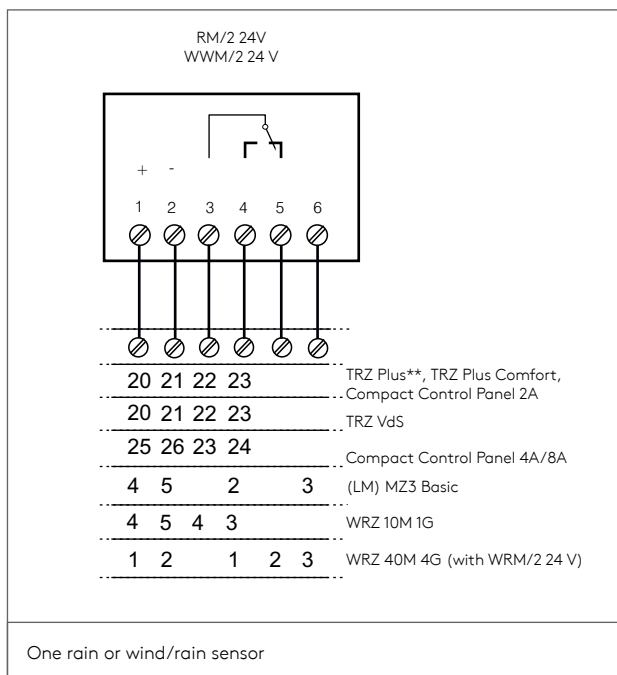 RM/2 24V
WWM/2 24 V
+ -
1 2 3 4 5 6
20 21 22 23 TRZ Plus**, TRZ Plus Comfort,
Compact Control Panel 2A
20 21 22 23 TRZ VdS
25 26 23 24 Compact Control Panel 4A/8A
4 5 2 3 (LM) MZ3 Basic
4 5 4 3 WRZ 10M 1G
1 2 1 2 3 WRZ 40M 4G (with WRM/2 24 V)
One rain or wind/rain sensor